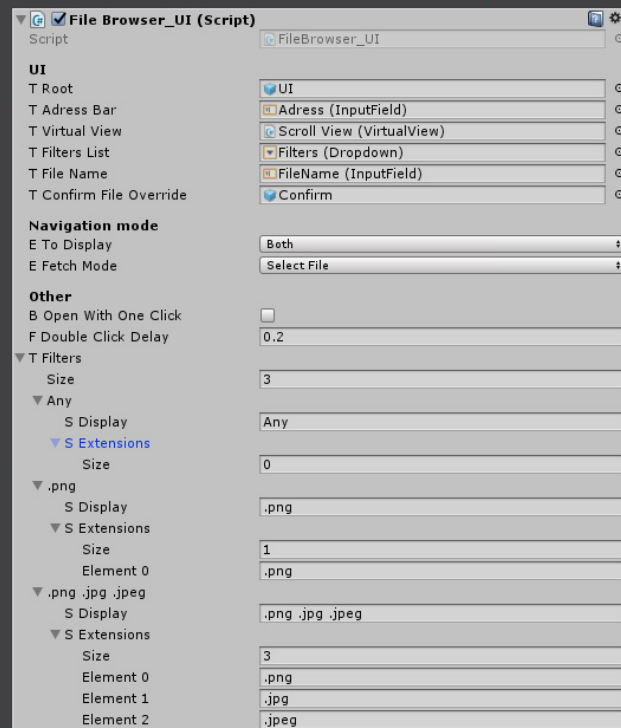 File Browser_UI (Script)
Script FileBrowser_UI
UI
T Root UI
T Adress Bar Adress (InputField)
T Virtual View Scroll View (VirtualView)
T Filters List Filters (Dropdown)
T File Name FileName (InputField)
T Confirm File Override Confirm
Navigation mode
E To Display Both
E Fetch Mode Select File
Other
B Open With One Click
F Double Click Delay 0.2
T Filters
Size 3
Any
S Display Any
S Extensions
Size 0
.png
S Display .png
S Extensions
Size 1
Element 0 .png
.png .jpg .jpeg
S Display .png .jpg .jpeg
S Extensions
Size 3
Element 0 .png
Element 1 .jpg
Element 2 .jpeg